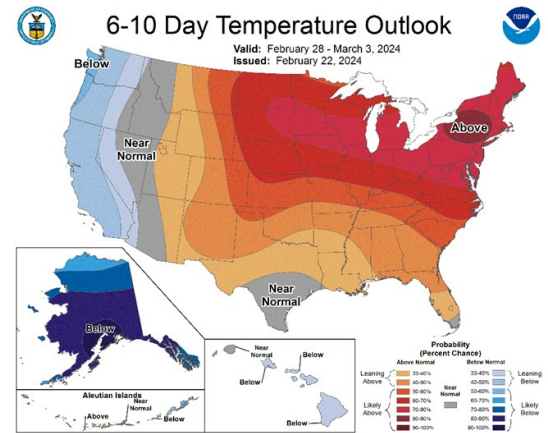 6-10 Day Temperature Outlook
Valid: February 28 - March 3, 2024
Issued: February 22, 2024
NOAA
Below
Near
Normal
Above
Near
Normal
Below
Aleutian Islands
Above
Near
Normal
Below
Near
Normal
Below
Below
Below
Probability
(Percent Chance)
Above Normal
Below Normal
Leaning
Above
Likely
Above
33-40%
40-50%
50-60%
60-70%
70-80%
80-90%
90-100%
Near
Normal
33-40%
40-50%
50-60%
60-70%
70-80%
80-90%
90-100%
Leaning
Below
Likely
Below